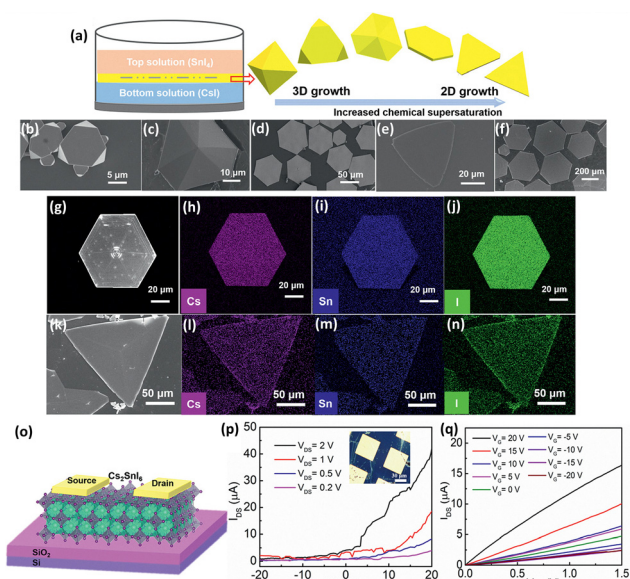 (a)
Top solution (SnI4)
Bottom solution (CsI)
3D growth
2D growth
Increased chemical supersaturation
(b)
5 µm
(c)
10 µm
(d)
50 µm
(e)
20 µm
(f)
200 µm
(g)
20 µm
(h)
20 µm
Cs
(i)
20 µm
Sn
(j)
20 µm
I
(k)
50 µm
(l)
50 µm
Cs
(m)
50 µm
Sn
(n)
50 µm
I
(o)
Cs2SnI6
Source
Drain
SiO2
Si
(p)
50
40
30
20
10
0
IDS (µA)
VDS= 2 V
VDS= 1 V
VDS= 0.5 V
VDS= 0.2 V
-20
-10
0
10
20
(q)
25
20
15
10
5
0
IDS (µA)
VG= 20 V
VG= 15 V
VG= 10 V
VG= 5 V
VG= 0 V
VG= -5 V
VG= -10 V
VG= -15 V
VG= -20 V
0.0
0.5
1.0
1.5